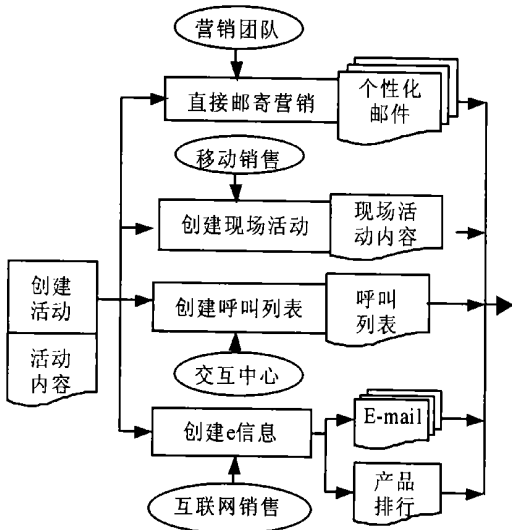 营销团队
直接邮寄营销
个性化
邮件
移动销售
创建现场活动
现场活
动内容
创建
活动
活动
内容
创建呼叫列表
呼叫
列表
交互中心
创建e信息
E-mail
产品
排行
互联网销售